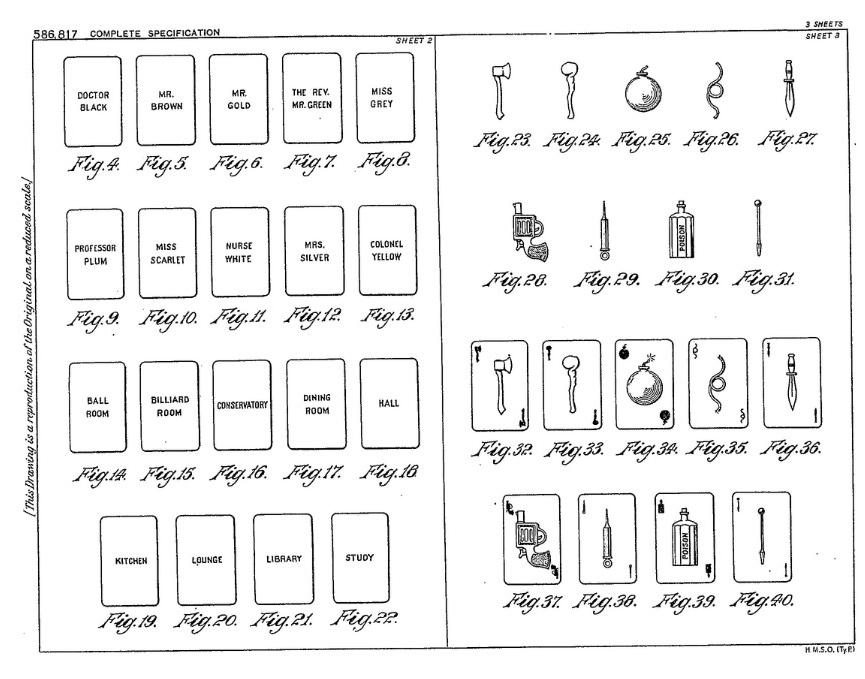 586,817 COMPLETE SPECIFICATION
SHEET 2
3 SHEETS
SHEET 3
(This Drawing is a reproduction of the Original on a reduced scale.)
DOCTOR
BLACK
MR.
BROWN
MR.
GOLD
THE REV.
MR. GREEN
MISS
GREY
Fig.4. Fig.5. Fig.6. Fig.7. Fig.8.
PROFESSOR
PLUM
MISS
SCARLET
NURSE
WHITE
MRS.
SILVER
COLONEL
YELLOW
Fig.9. Fig.10. Fig.11. Fig.12. Fig.13.
BALL
ROOM
BILLIARD
ROOM
CONSERVATORY
DINING
ROOM
HALL
Fig.14. Fig.15. Fig.16. Fig.17. Fig.18.
KITCHEN
LOUNGE
LIBRARY
STUDY
Fig.19. Fig.20. Fig.21. Fig.22.
Fig.23. Fig.24. Fig.25. Fig.26. Fig.27.
POISON
Fig.28. Fig.29. Fig.30. Fig.31.
Fig.32. Fig.33. Fig.34. Fig.35. Fig.36.
POISON
Fig.37. Fig.38. Fig.39. Fig.40.
H.M.S.O. (Ty.P.)